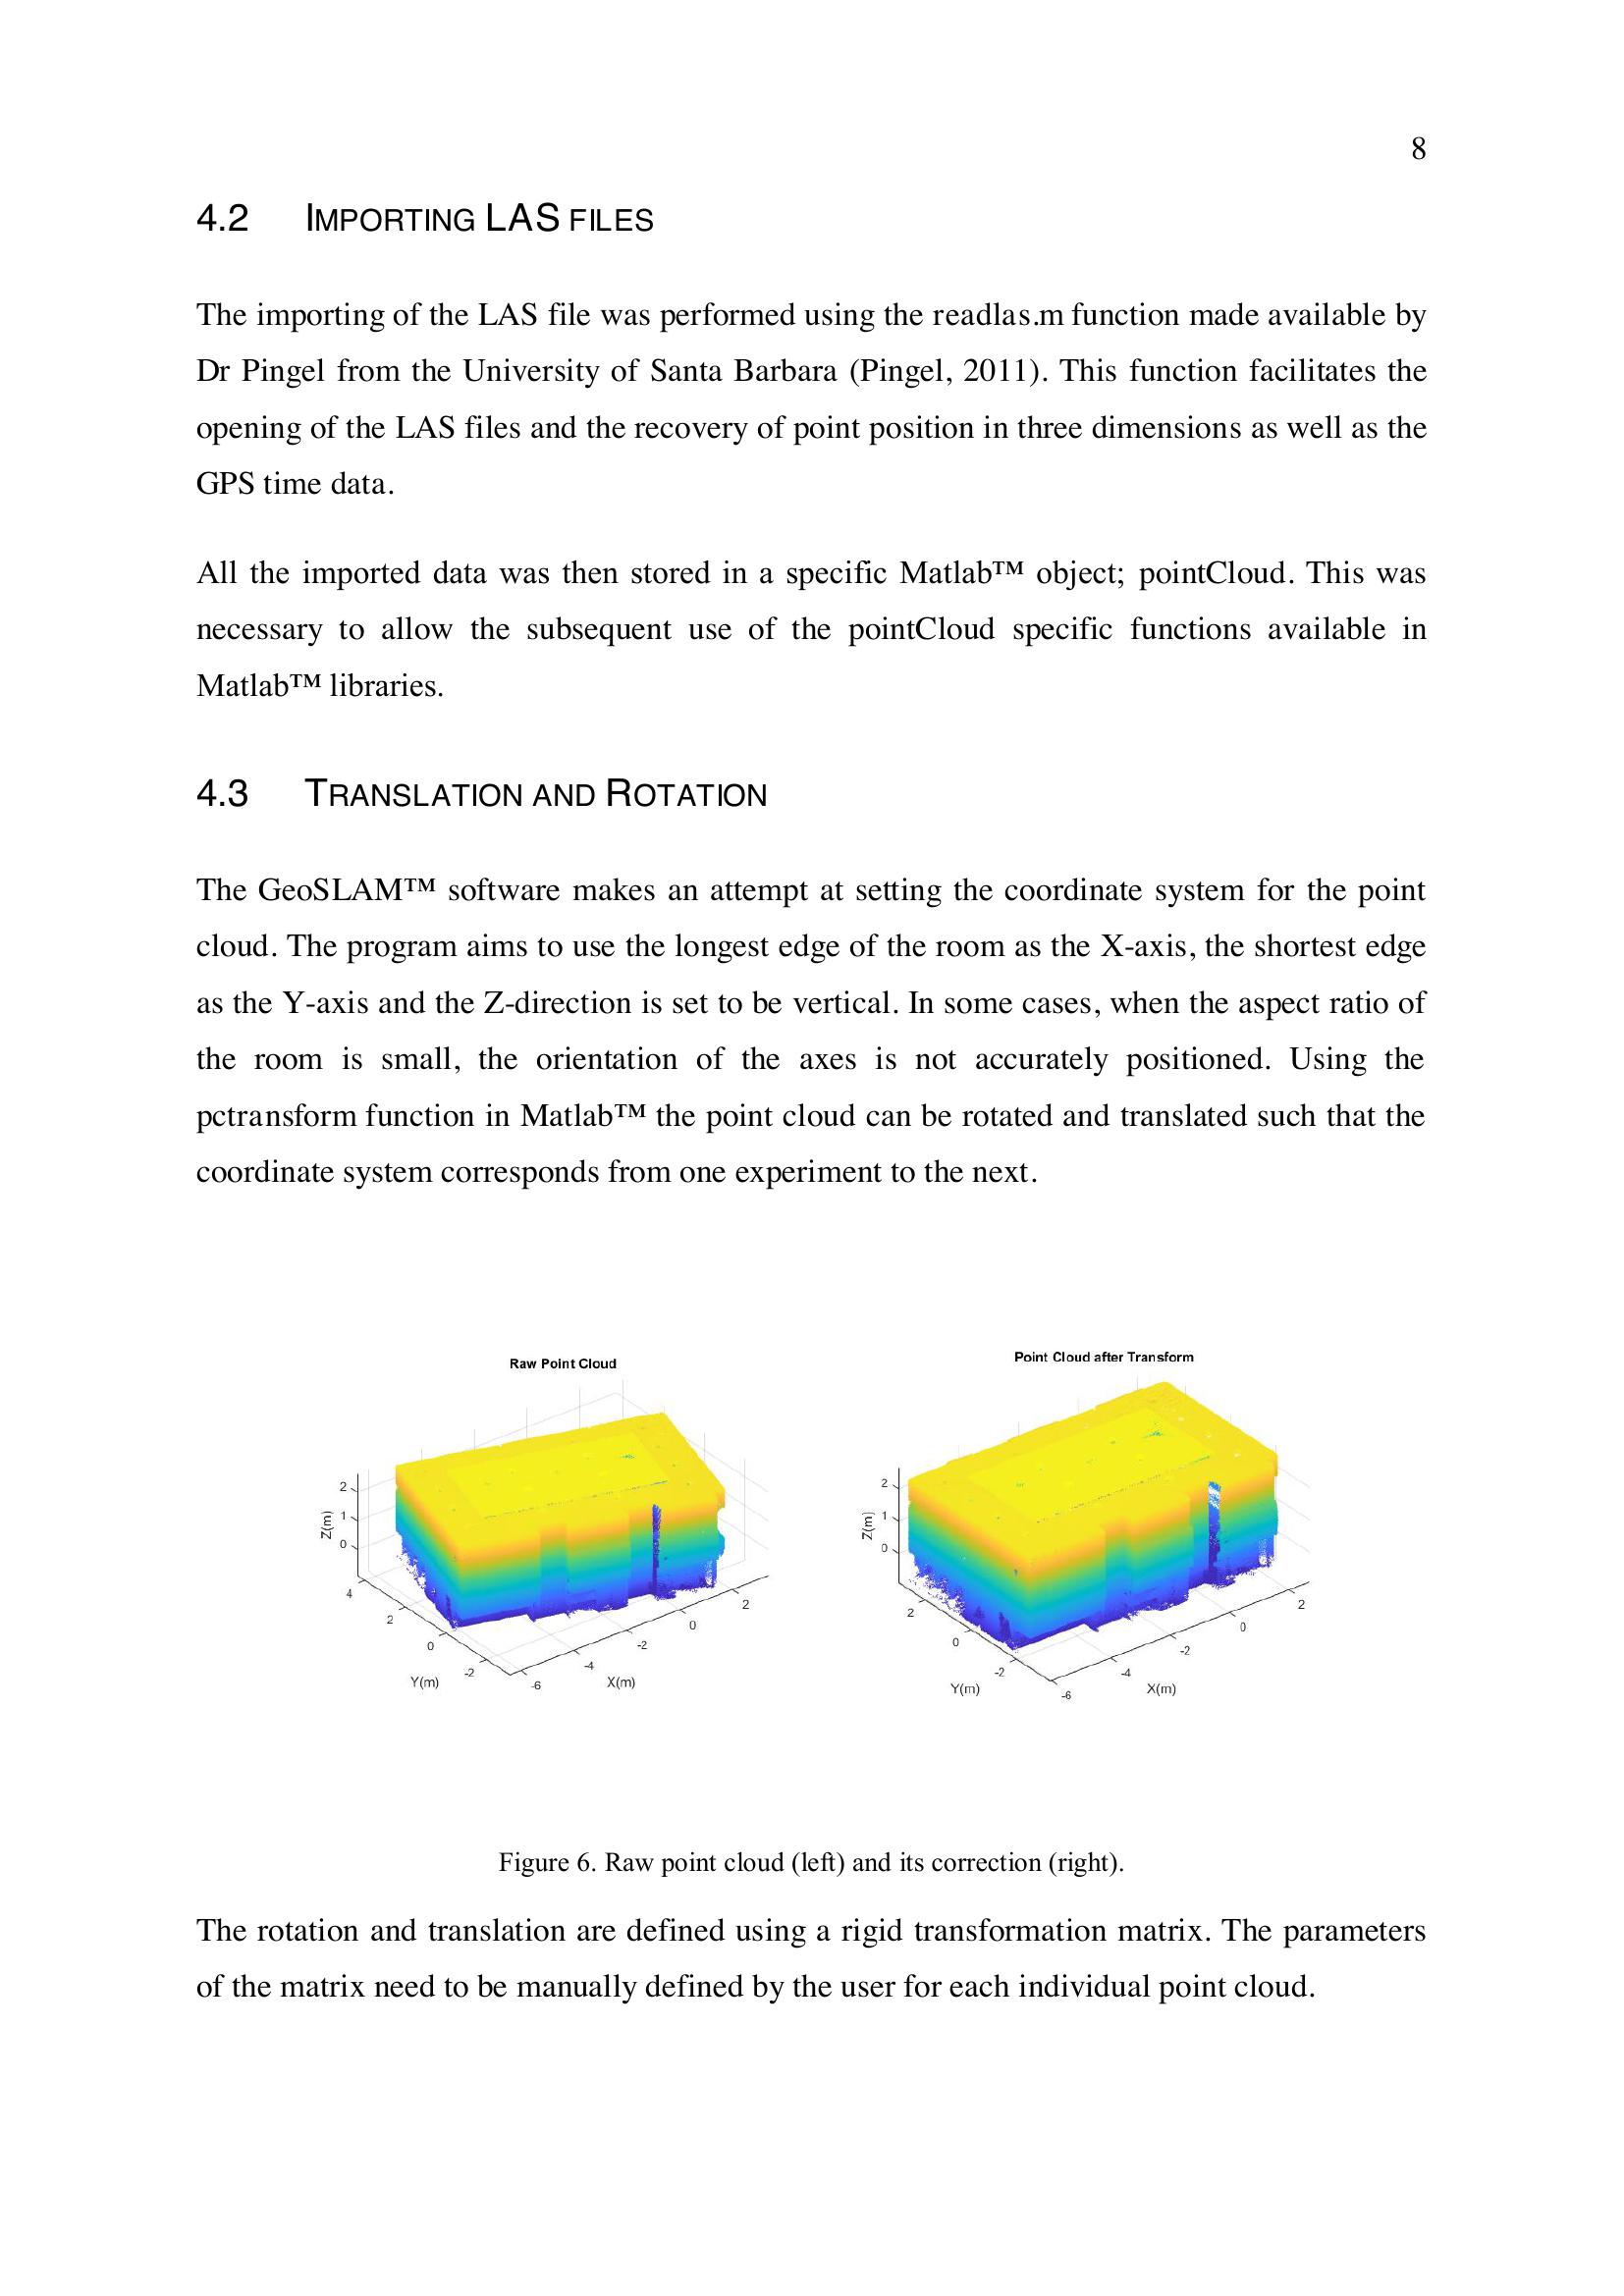 8
4.2 IMPORTING LAS FILES
The importing of the LAS file was performed using the readlas.m function made available by
Dr Pingel from the University of Santa Barbara (Pingel, 2011). This function facilitates the
opening of the LAS files and the recovery of point position in three dimensions as well as the
GPS time data.
All the imported data was then stored in a specific Matlab™ object; pointCloud. This was
necessary to allow the subsequent use of the pointCloud specific functions available in
Matlab™ libraries.
4.3 TRANSLATION AND ROTATION
The GeoSLAM™ software makes an attempt at setting the coordinate system for the point
cloud. The program aims to use the longest edge of the room as the X-axis, the shortest edge
as the Y-axis and the Z-direction is set to be vertical. In some cases, when the aspect ratio of
the room is small, the orientation of the axes is not accurately positioned. Using the
pctransform function in Matlab™ the point cloud can be rotated and translated such that the
coordinate system corresponds from one experiment to the next.
Raw Point Cloud
Z(m)
2
1
0
4
2
0
-2
Y(m)
-6
-4
-2
0
2
X(m)
Point Cloud after Transform
Z(m)
2
1
0
2
0
-2
Y(m)
-6
-4
-2
0
2
X(m)
Figure 6. Raw point cloud (left) and its correction (right).
The rotation and translation are defined using a rigid transformation matrix. The parameters
of the matrix need to be manually defined by the user for each individual point cloud.